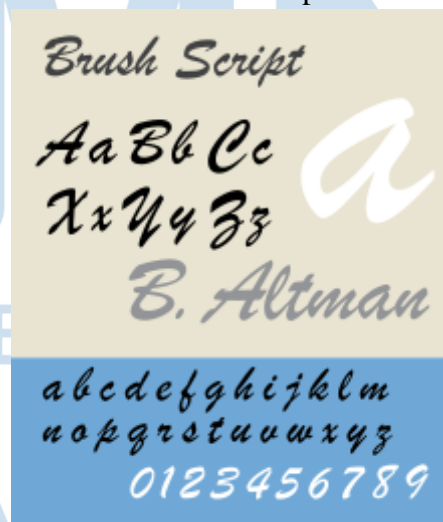 Brush Script
Aa Bb Cc
a
Xx Yy Zz
B. Altman
abcdefghijklm
nopqrstuvwxyz
0123456789